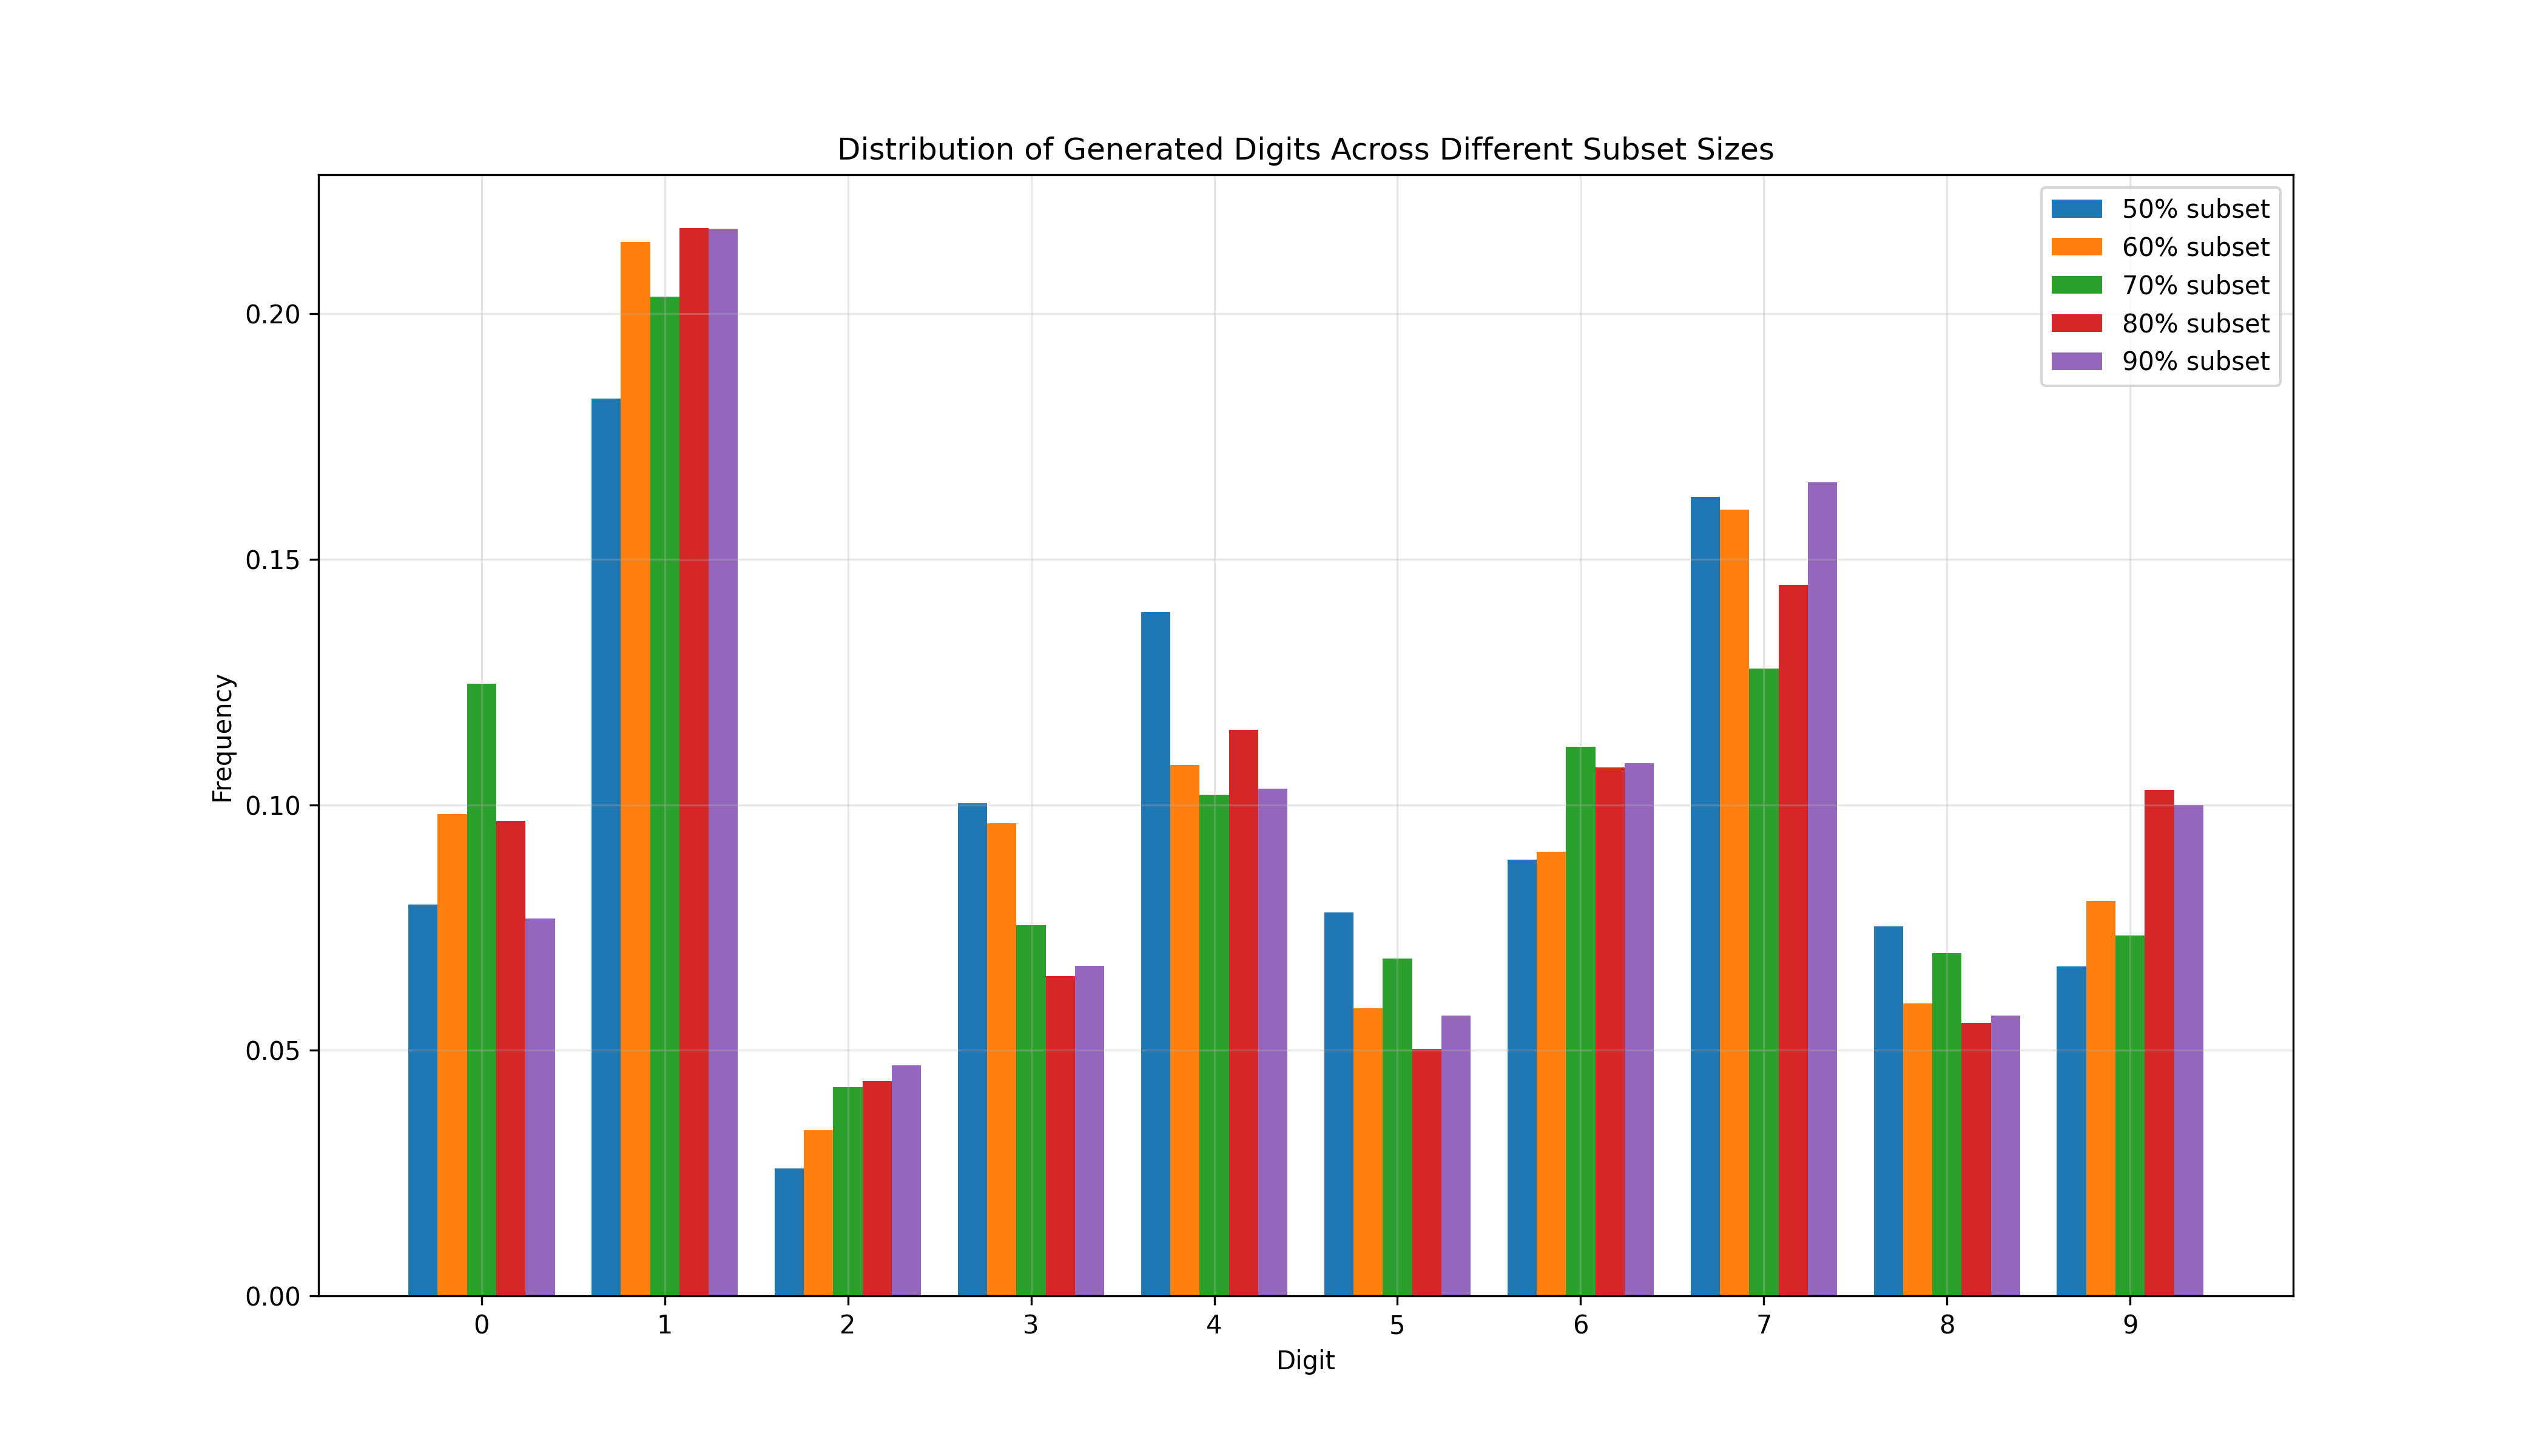 Distribution of Generated Digits Across Different Subset Sizes
50% subset
60% subset
70% subset
80% subset
90% subset
Frequency
0.20
0.15
0.10
0.05
0.00
0 1 2 3 4 5 6 7 8 9
Digit